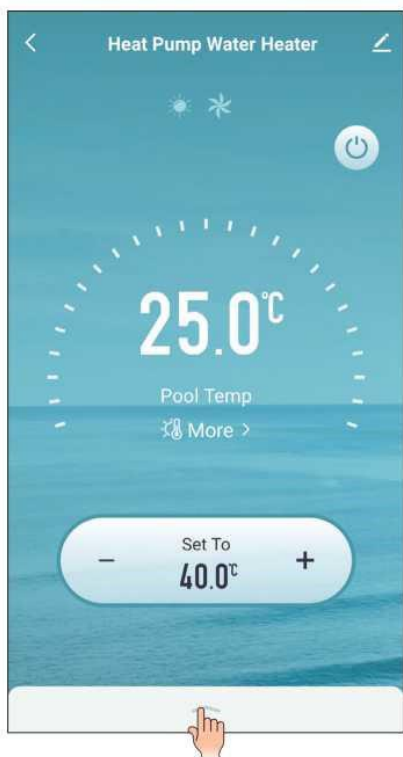 Heat Pump Water Heater
25.0℃
Pool Temp
More >
Set To
40.0℃